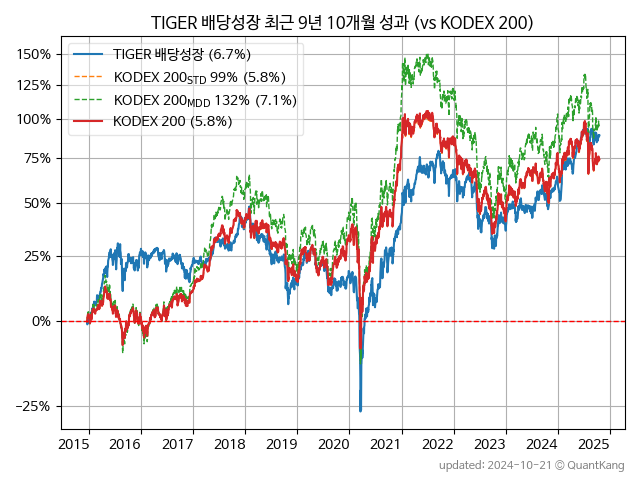 TIGER 배당성장 최근 9년 10개월 성과 (vs KODEX 200)
TIGER 배당성장 (6.7%)
KODEX 200STD 99% (5.8%)
KODEX 200MDD 132% (7.1%)
KODEX 200 (5.8%)
150%
125%
100%
75%
50%
25%
0%
−25%
2015 2016 2017 2018 2019 2020 2021 2022 2023 2024 2025
updated: 2024-10-21 © QuantKang